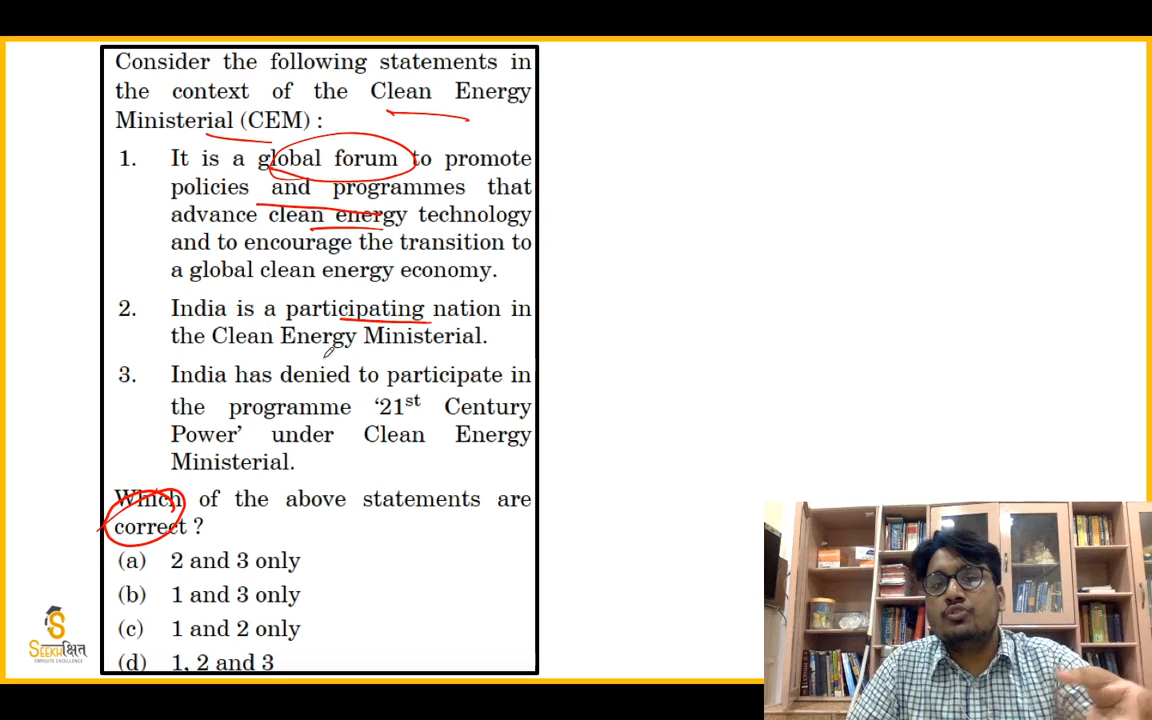 Consider the following statements in
the context of the Clean Energy
Ministerial (CEM) :
1. It is a global forum to promote
policies and programmes that
advance clean energy technology
and to encourage the transition to
a global clean energy economy.
2. India is a participating nation in
the Clean Energy Ministerial.
3. India has denied to participate in
the programme ‘21st Century
Power’ under Clean Energy
Ministerial.
Which of the above statements are
correct ?
(a) 2 and 3 only
(b) 1 and 3 only
(c) 1 and 2 only
(d) 1, 2 and 3
S
SEEKHक्षित
ENROUTE EXCELLENCE